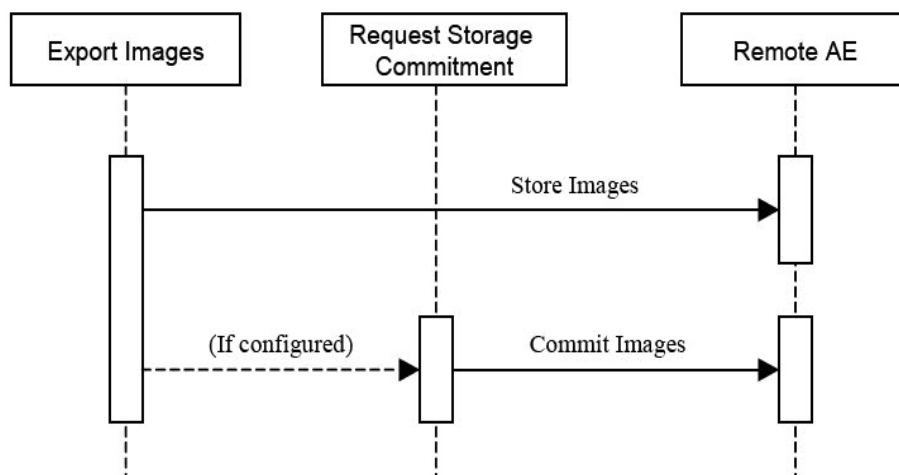 Export Images
Request Storage
Commitment
Remote AE
Store Images
(If configured)
Commit Images